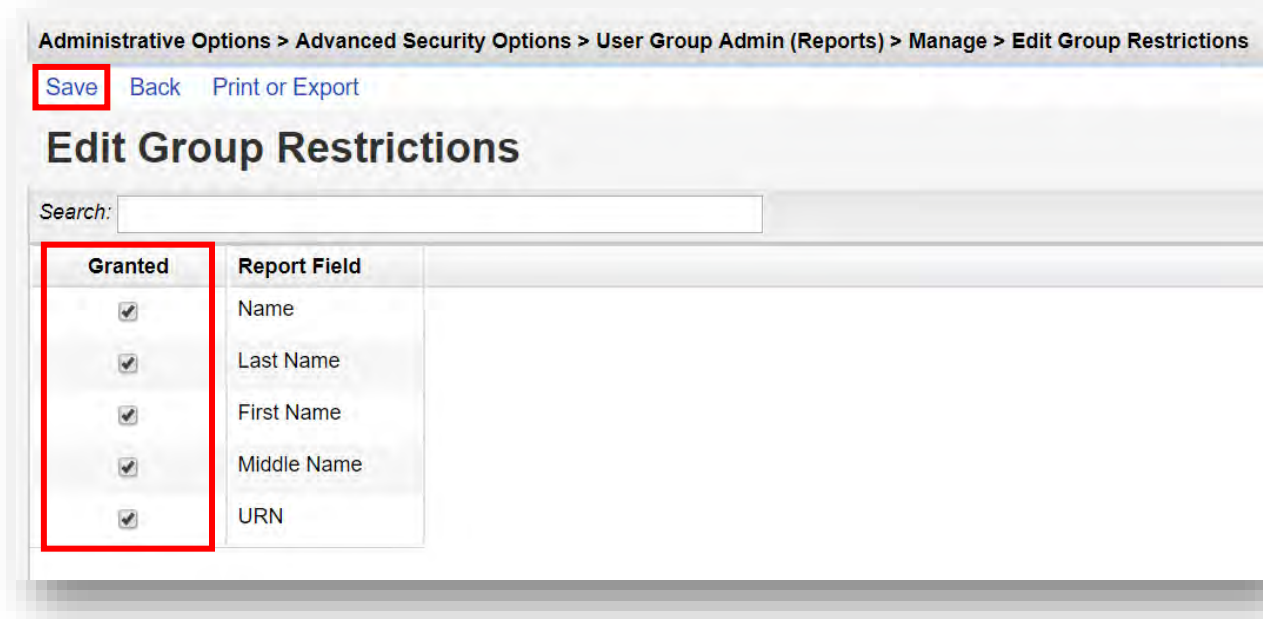 Administrative Options > Advanced Security Options > User Group Admin (Reports) > Manage > Edit Group Restrictions
Save Back Print or Export
Edit Group Restrictions
Search:
Granted Report Field
Name
Last Name
First Name
Middle Name
URN